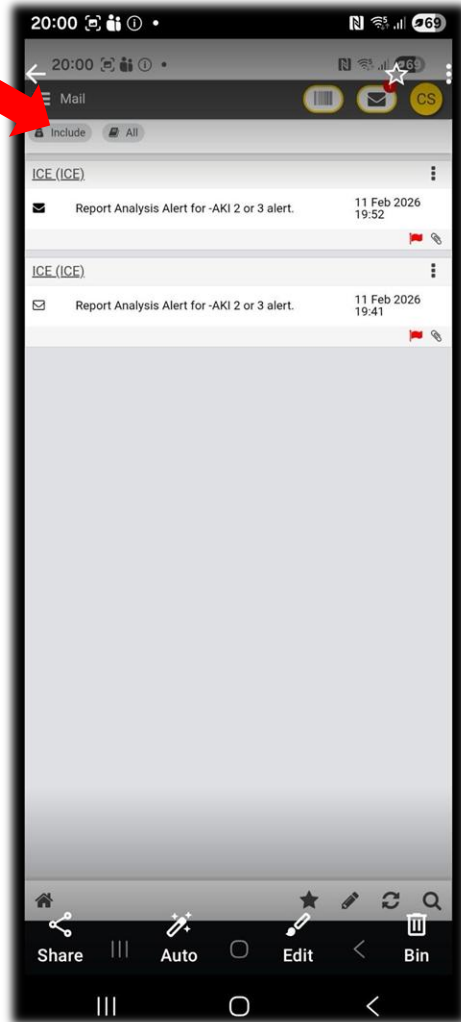 20:00
69
20:00
69
Mail
CS
Include All
ICE (ICE)
Report Analysis Alert for -AKI 2 or 3 alert. 11 Feb 2026
19:52
ICE (ICE)
Report Analysis Alert for -AKI 2 or 3 alert. 11 Feb 2026
19:41
Share Auto Edit Bin